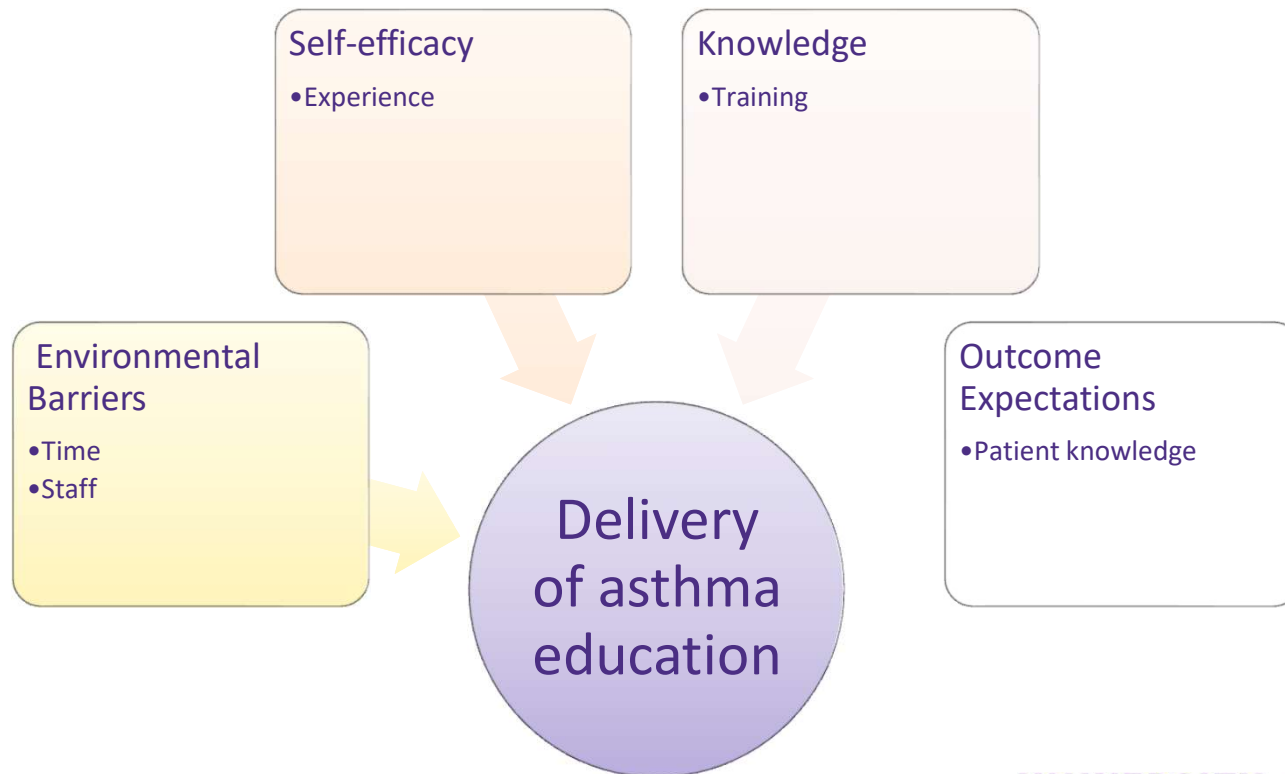 Self-efficacy
•Experience
Knowledge
•Training
Environmental
Barriers
•Time
•Staff
Outcome
Expectations
•Patient knowledge
Delivery
of asthma
education